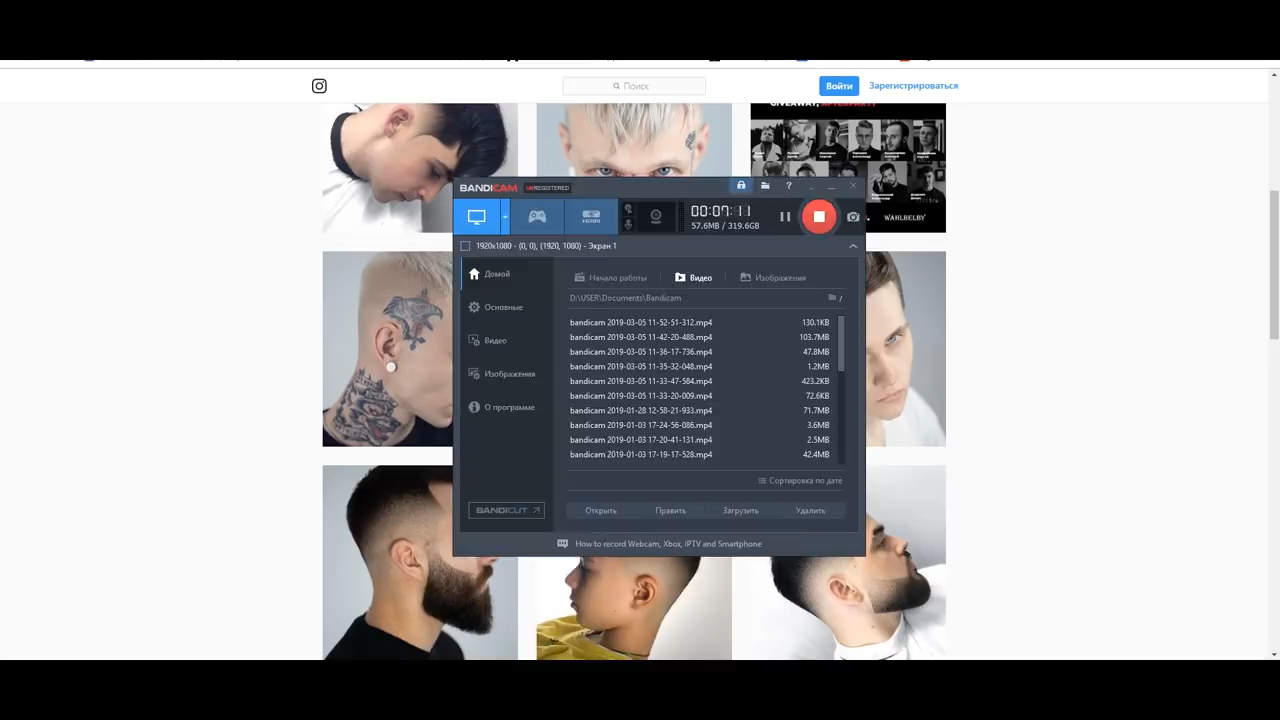 Поиск
Войти
Зарегистрироваться
GIVEAWAY, AFTERPARTY
WAHLBELBY
BANDICAM UNREGISTERED
HDMI
00:07:11
57.6MB / 319.6GB
1920x1080 - (0, 0), (1920, 1080) - Экран 1
Домой
Основные
Видео
Изображения
О программе
BANDICUT
Начало работы
Видео
Изображения
D:\USER\Documents\Bandicam
bandicam 2019-03-05 11-52-51-312.mp4 130.1KB
bandicam 2019-03-05 11-42-20-488.mp4 103.7MB
bandicam 2019-03-05 11-36-17-736.mp4 47.8MB
bandicam 2019-03-05 11-35-32-048.mp4 1.2MB
bandicam 2019-03-05 11-33-47-584.mp4 423.2KB
bandicam 2019-03-05 11-33-20-009.mp4 72.6KB
bandicam 2019-01-28 12-58-21-933.mp4 71.7MB
bandicam 2019-01-03 17-24-56-086.mp4 3.6MB
bandicam 2019-01-03 17-20-41-131.mp4 2.5MB
bandicam 2019-01-03 17-19-17-528.mp4 42.4MB
Сортировка по дате
Открыть
Править
Загрузить
Удалить
How to record Webcam, Xbox, IPTV and Smartphone